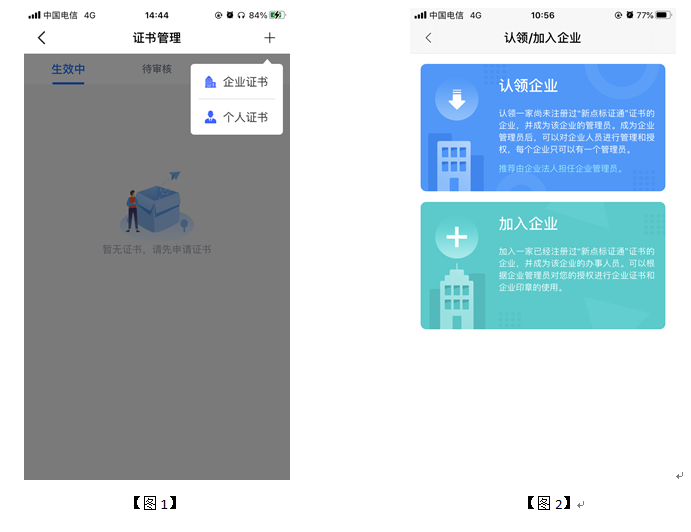 中国电信 4G 14:44 84%
证书管理
生效中 待审核
企业证书
个人证书
暂无证书，请先申请证书
【图1】
中国电信 4G 10:56 77%
认领/加入企业
认领企业
认领一家尚未注册过"新点标证通"证书的
企业，并成为该企业的管理员。成为企业
管理员后，可以对企业人员进行管理和授
权，每个企业只可以有一个管理员。
推荐由企业法人担任企业管理员。
加入企业
加入一家已经注册过"新点标证通"证书的
企业，并成为该企业的办事人员。可以根
据企业管理员对您的授权进行企业证书和
企业印章的使用。
【图2】